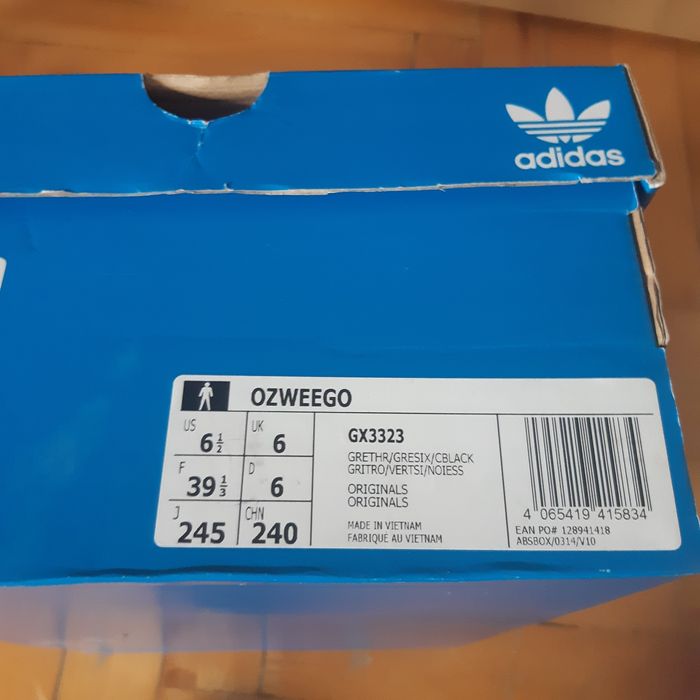 adidas
OZWEEGO
US 6 1/2 UK 6
F 39 1/3 D 6
J 245 CHN 240
GX3323
GRETHR/GRESIX/CBLACK
GRITRO/VERTSI/NOIESS
ORIGINALS
ORIGINALS
MADE IN VIETNAM
FABRIQUÉ AU VIETNAM
4 065419 415834
EAN PO# 128941418
ABSBOX/0314/V10